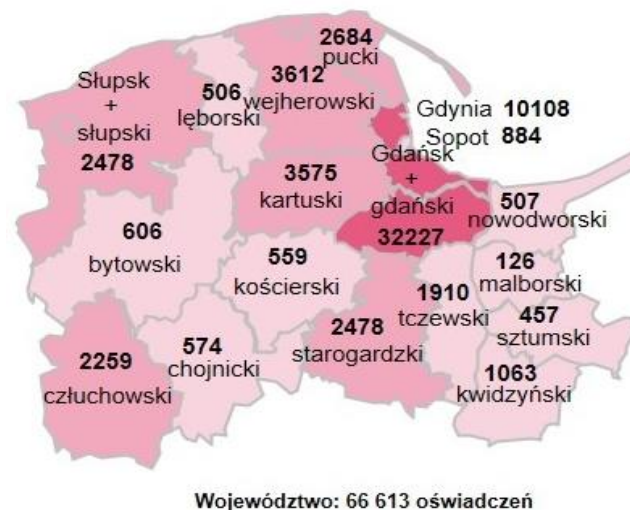 2684
pucki
3612
wejherowski
506
lęborski
Słupsk
+
słupski
2478
Gdynia 10108
Sopot 884
Gdańsk
+
gdański
32227
3575
kartuski
507
nowodworski
606
bytowski
559
kościerski
126
malborski
1910
tczewski
457
sztumski
2478
starogardzki
2259
człuchowski
574
chojnicki
1063
kwidzyński
Województwo: 66 613 oświadczeń